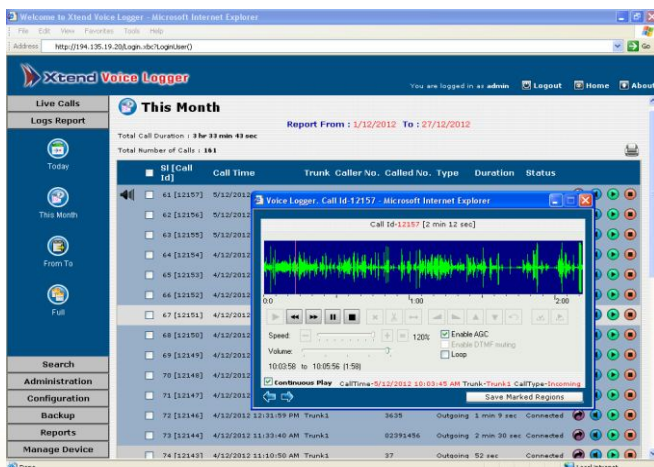 Welcome to Xtend Voice Logger - Microsoft Internet Explorer
File Edit View Favorites Tools Help
Address http://194.135.19.20/Login.xbc?LoginUser() Go
Xtend Voice Logger
You are logged in as admin Logout Home About
Live Calls
Logs Report
Today
This Month
From To
Full
Search
Administration
Configuration
Backup
Reports
Manage Device
This Month
Report From : 1/12/2012 To : 27/12/2012
Total Call Duration : 3 hr 33 min 43 sec
Total Number of Calls : 161
Sl [Call Id] Call Time Trunk Caller No. Called No. Type Duration Status
61 [12157] 5/12/2012
62 [12156] 5/12/2012
63 [12155] 5/12/2012
64 [12154] 4/12/2012
65 [12153] 4/12/2012
66 [12152] 4/12/2012
67 [12151] 4/12/2012
68 [12150] 4/12/2012
69 [12149] 4/12/2012
70 [12148] 4/12/2012
71 [12147] 4/12/2012
72 [12146] 4/12/2012 12:31:59 PM Trunk1 3635 Outgoing 1 min 9 sec Connected
73 [12144] 4/12/2012 11:33:40 AM Trunk1 02391456 Outgoing 2 min 30 sec Connected
74 [12143] 4/12/2012 11:10:50 AM Trunk1 37 Outgoing 52 sec Connected
Voice Logger. Call Id-12157 - Microsoft Internet Explorer
Call Id-12157 [2 min 12 sec]
0:0 1:00 2:00
Speed: 120% Enable AGC
Enable DTMF muting
Volume: Loop
10:03:58 to 10:05:56 (1:58)
Continuous Play CallTime-5/12/2012 10:03:45 AM Trunk-Trunk1 CallType-Incoming
Save Marked Regions
Done Local intranet